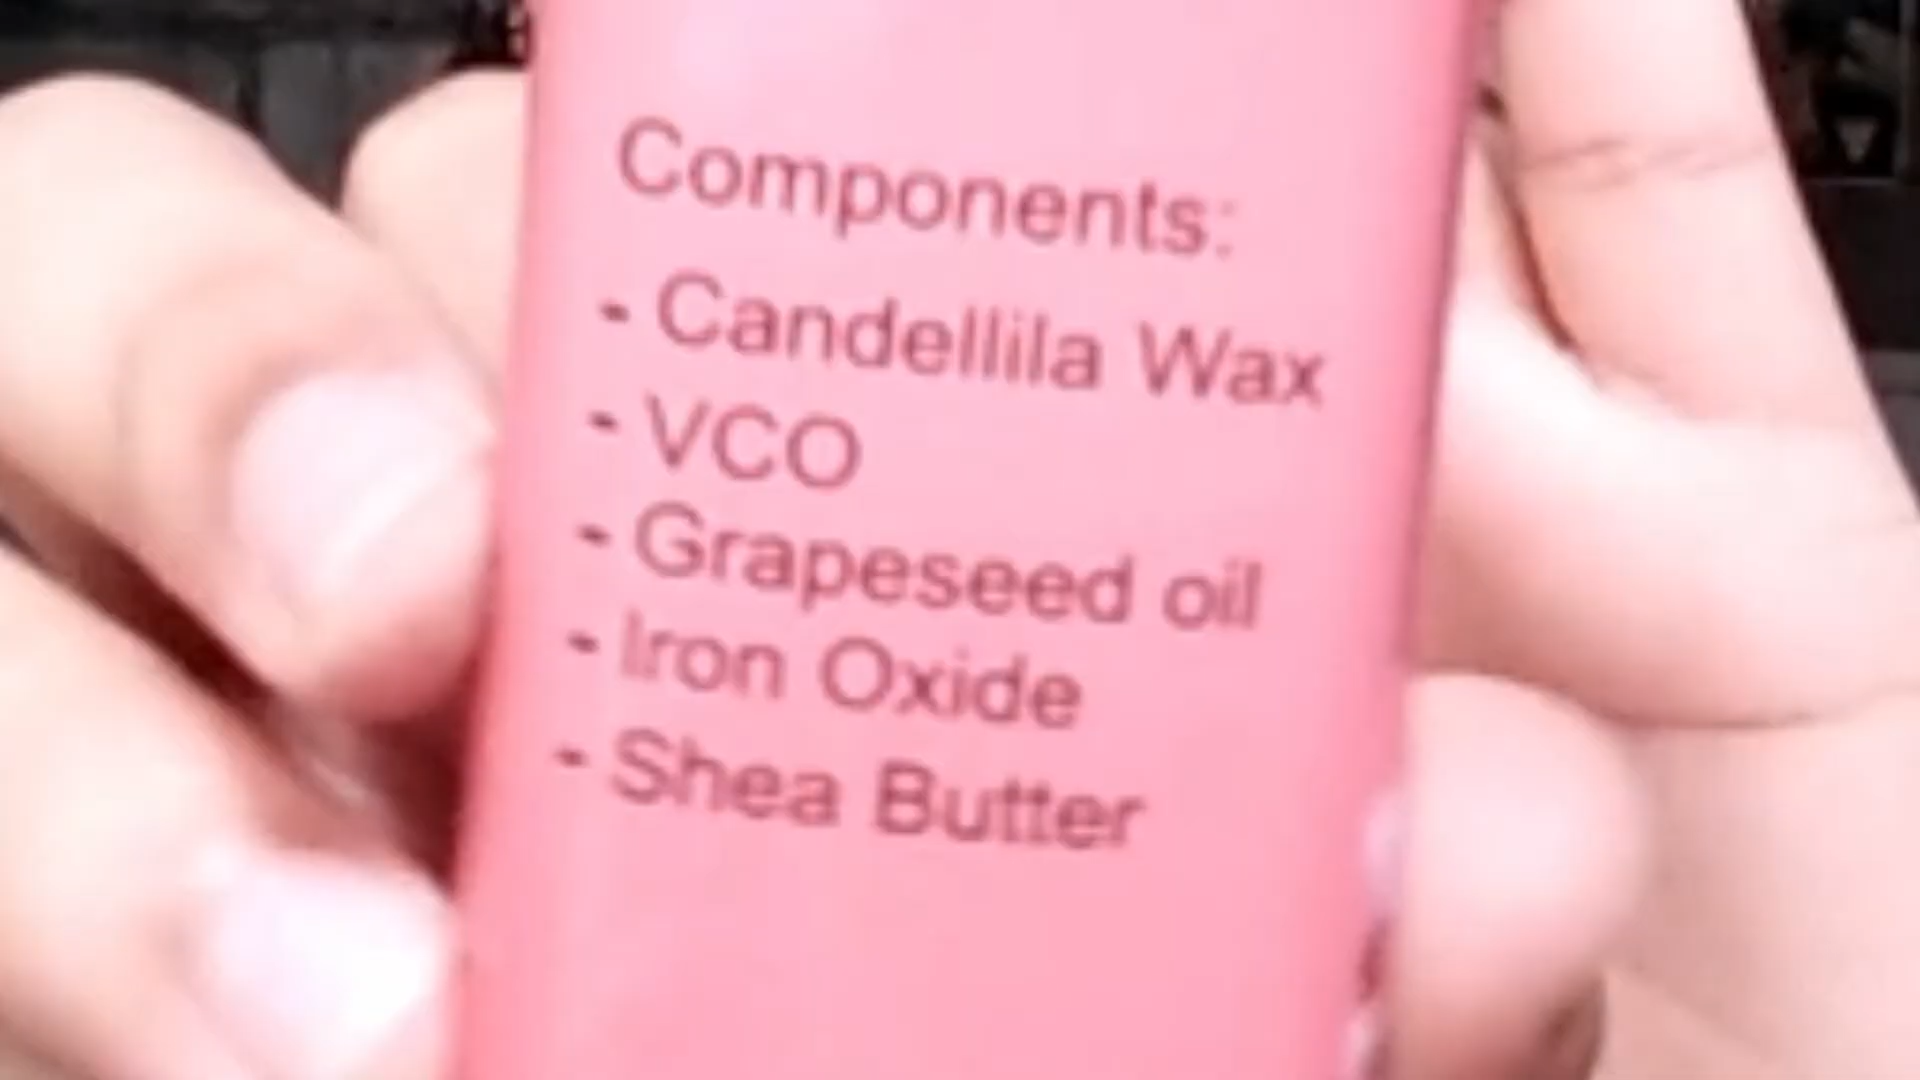 Components:
- Candellila Wax
- VCO
- Grapeseed oil
- Iron Oxide
- Shea Butter